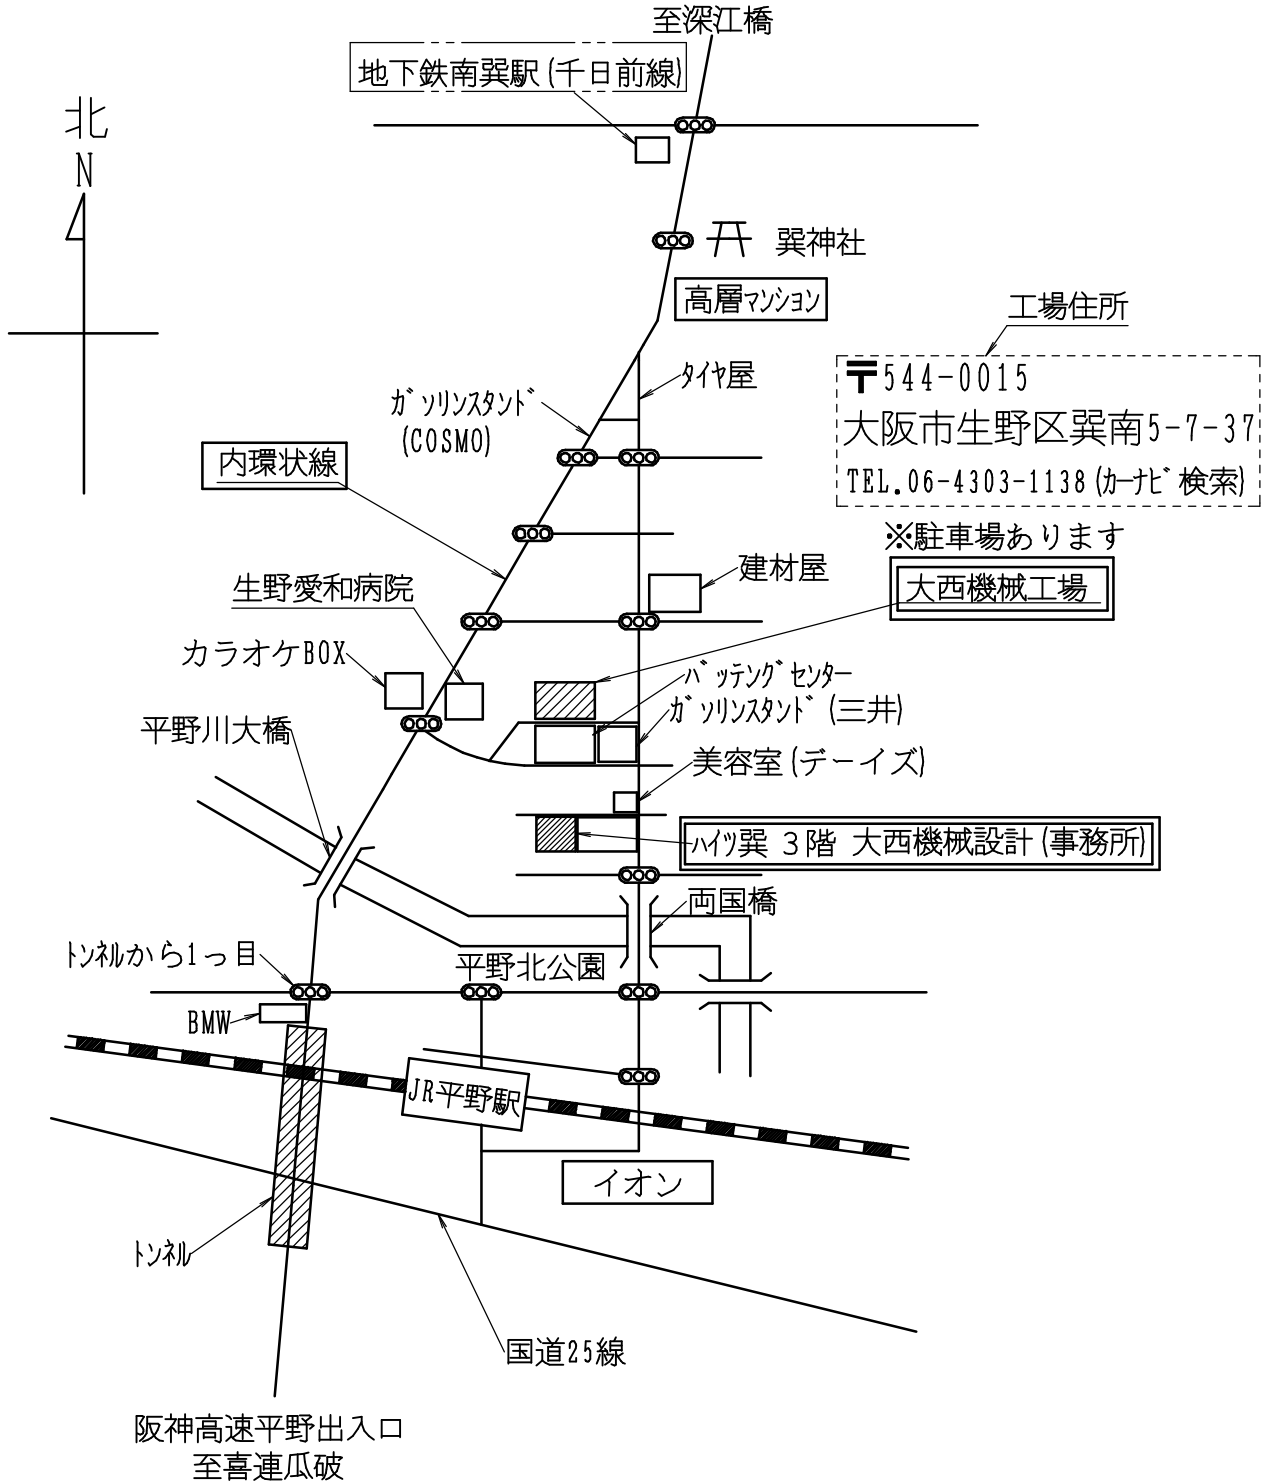 至深江橋
地下鉄南巽駅(千日前線)
北
N
巽神社
高層マンション
工場住所
〒544-0015
大阪市生野区巽南5-7-37
TEL.06-4303-1138(ｶｰﾅﾋﾞ検索)
※駐車場あります
大西機械工場
ﾀｲﾔ屋
ｶﾞｿﾘﾝｽﾀﾝﾄﾞ
(COSMO)
内環状線
建材屋
生野愛和病院
カラオケBOX
ﾊﾞｯﾃﾝｸﾞｾﾝﾀｰ
ｶﾞｿﾘﾝｽﾀﾝﾄﾞ(三井)
平野川大橋
美容室(デーイズ)
ﾊｲﾂ巽 3階 大西機械設計(事務所)
両国橋
ﾄﾝﾈﾙから1っ目
平野北公園
BMW
JR平野駅
イオン
ﾄﾝﾈﾙ
国道25線
阪神高速平野出入口
至喜連瓜破